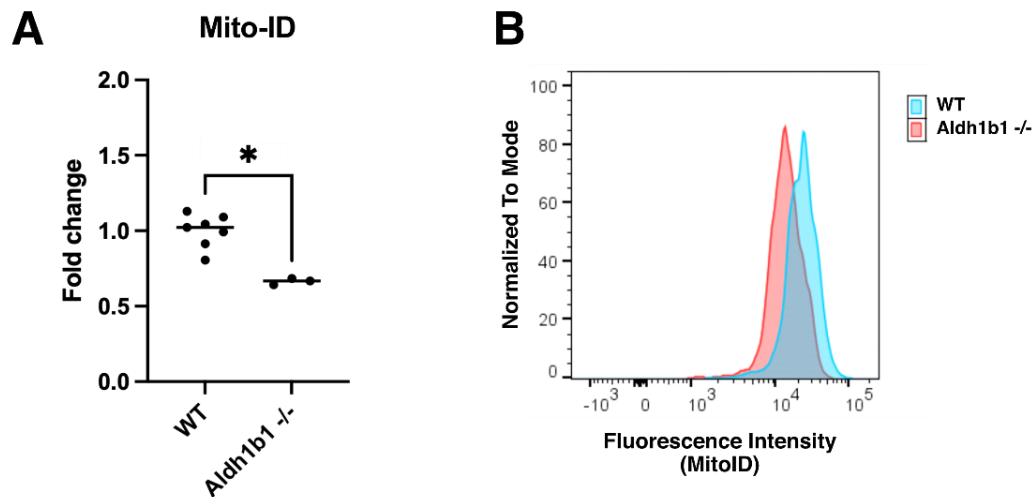 A
Mito-ID
2.0
1.5
1.0
0.5
0.0
Fold change
*
WT
Aldh1b1 -/-
B
100
80
60
40
20
0
Normalized To Mode
-10³
0
10³
10⁴
10⁵
Fluorescence Intensity
(MitoID)
WT
Aldh1b1 -/-